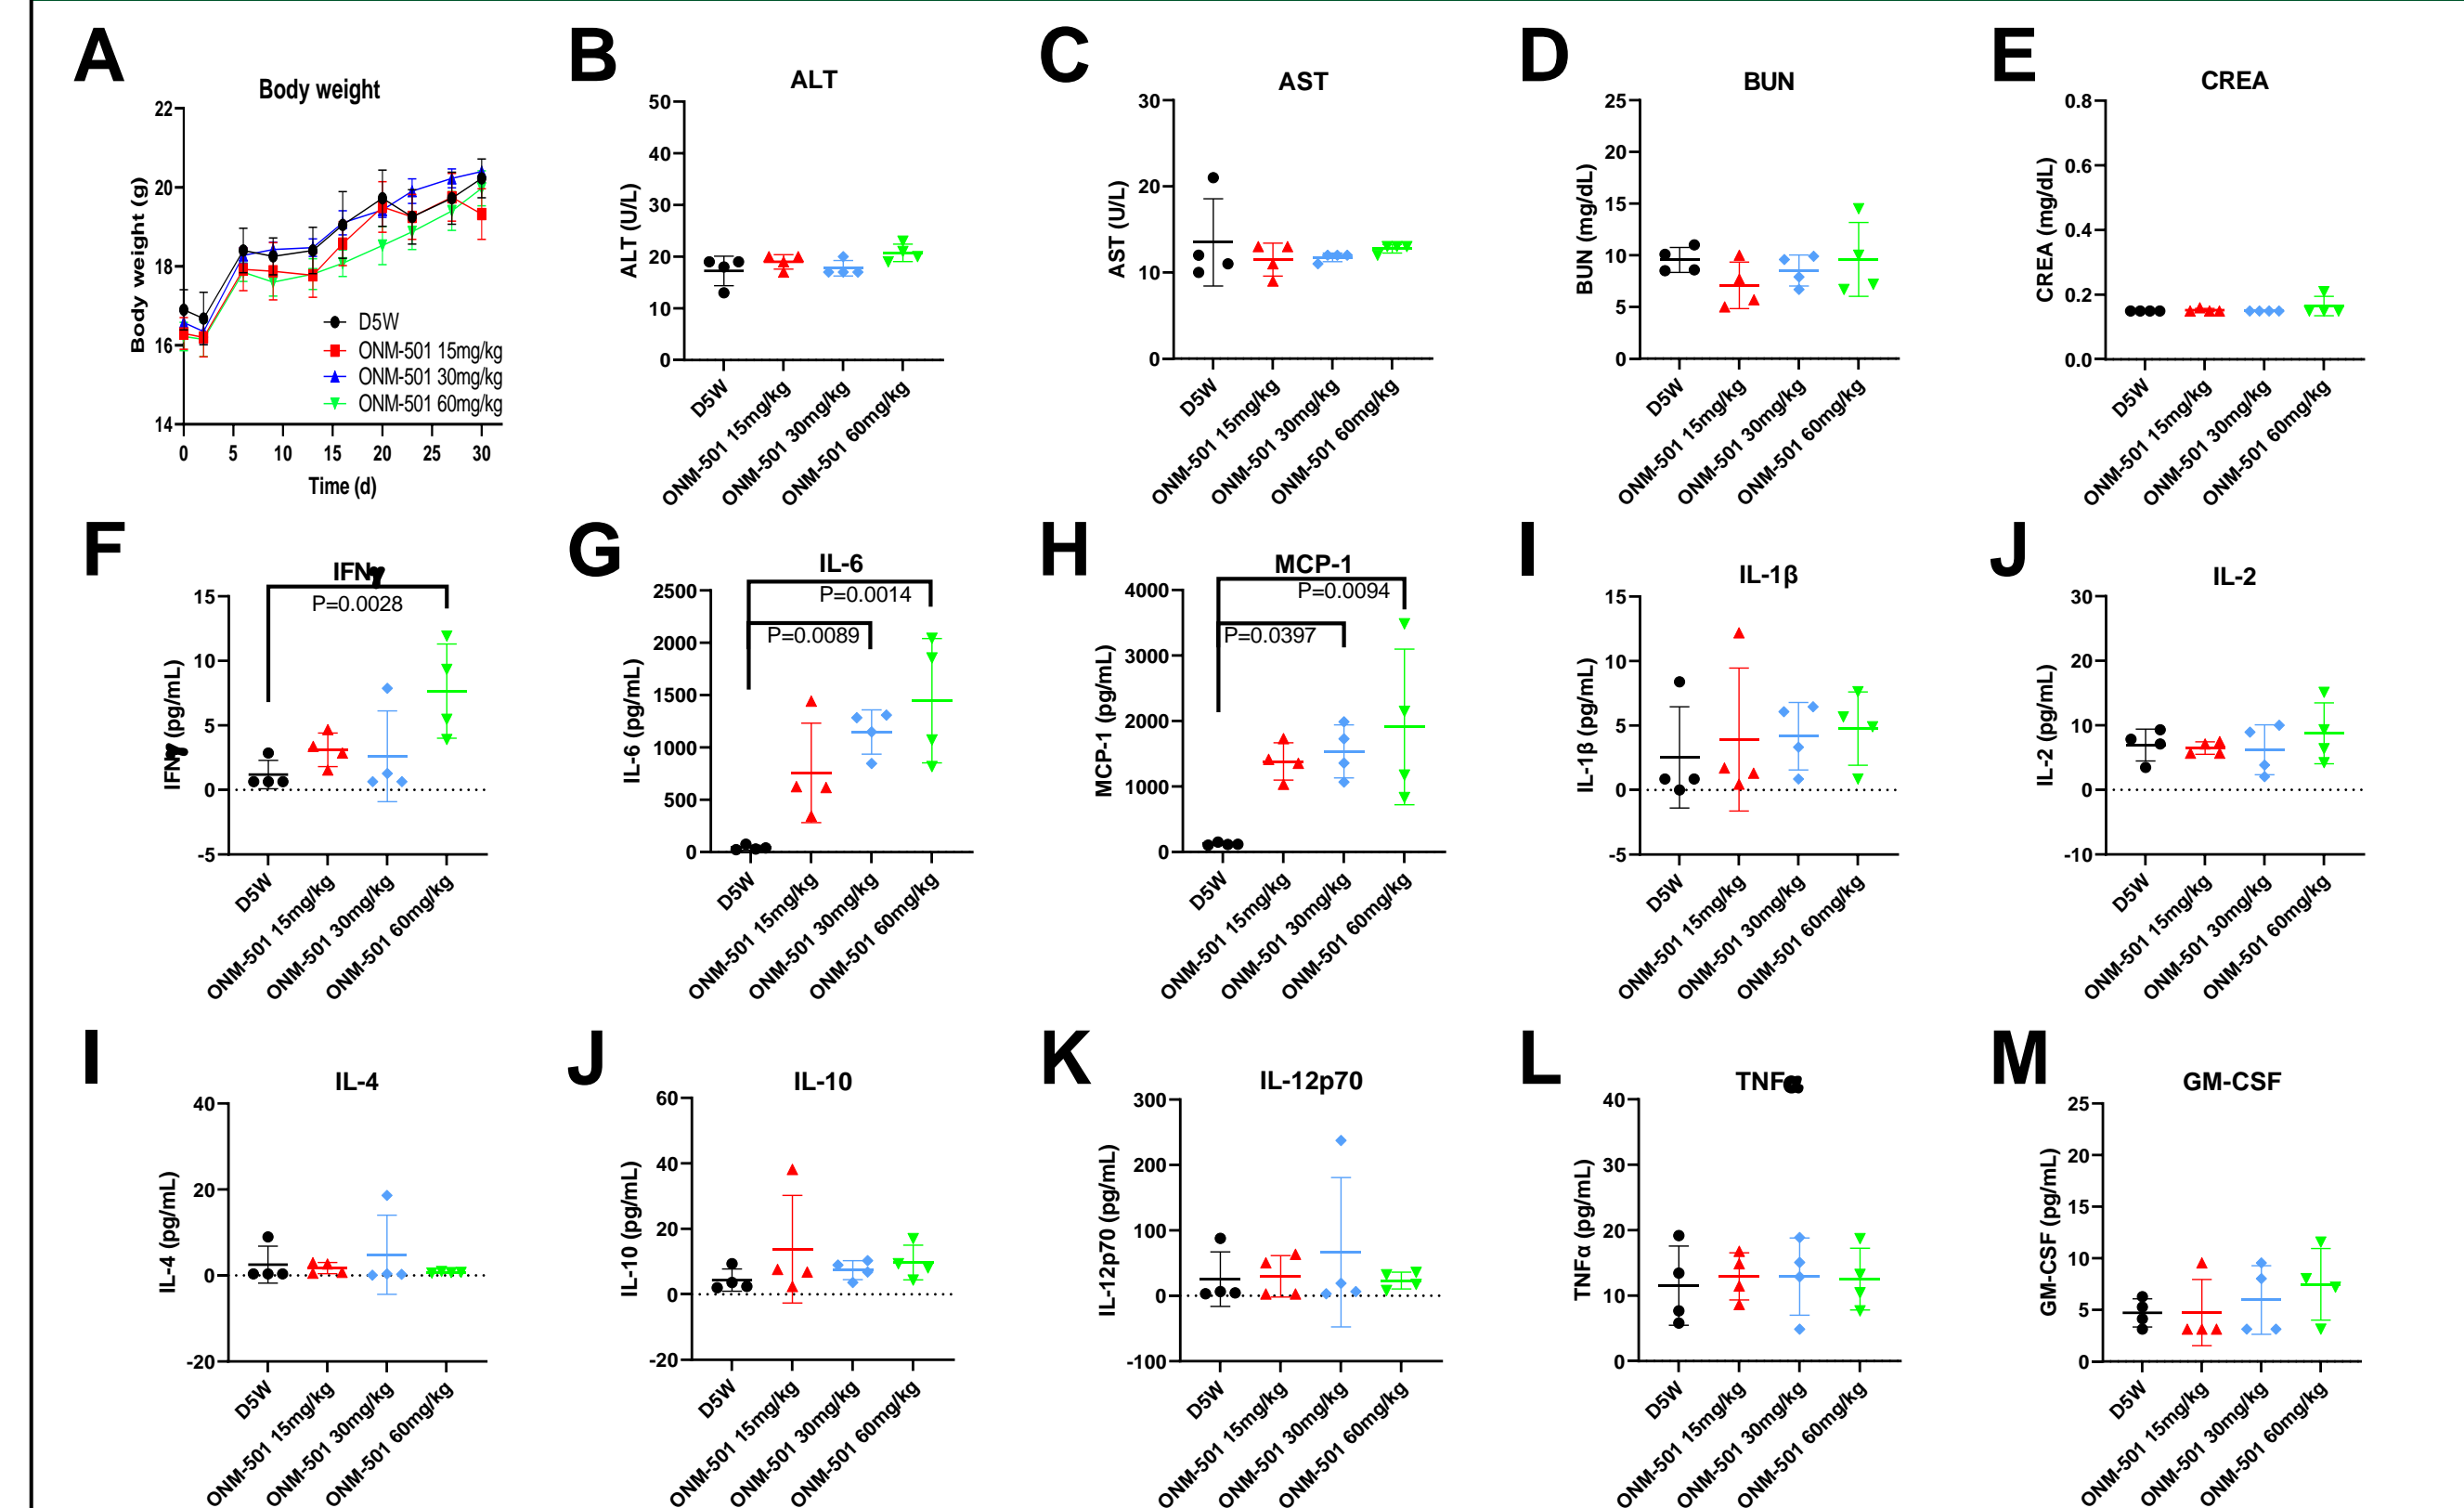 A
Body weight
Body weight (g)
22
20
18
16
14
0 5 10 15 20 25 30
Time (d)
D5W
ONM-501 15mg/kg
ONM-501 30mg/kg
ONM-501 60mg/kg
B
ALT
ALT (U/L)
50
40
30
20
10
0
D5W
ONM-501 15mg/kg
ONM-501 30mg/kg
ONM-501 60mg/kg
C
AST
AST (U/L)
30
20
10
0
D5W
ONM-501 15mg/kg
ONM-501 30mg/kg
ONM-501 60mg/kg
D
BUN
BUN (mg/dL)
25
20
15
10
5
0
D5W
ONM-501 15mg/kg
ONM-501 30mg/kg
ONM-501 60mg/kg
E
CREA
CREA (mg/dL)
0.8
0.6
0.4
0.2
0.0
D5W
ONM-501 15mg/kg
ONM-501 30mg/kg
ONM-501 60mg/kg
F
IFNγ
P=0.0028
IFNγ (pg/mL)
15
10
5
0
-5
D5W
ONM-501 15mg/kg
ONM-501 30mg/kg
ONM-501 60mg/kg
G
IL-6
P=0.0014
P=0.0089
IL-6 (pg/mL)
2500
2000
1500
1000
500
0
D5W
ONM-501 15mg/kg
ONM-501 30mg/kg
ONM-501 60mg/kg
H
MCP-1
P=0.0094
P=0.0397
MCP-1 (pg/mL)
4000
3000
2000
1000
0
D5W
ONM-501 15mg/kg
ONM-501 30mg/kg
ONM-501 60mg/kg
I
IL-1β
IL-1β (pg/mL)
15
10
5
0
-5
D5W
ONM-501 15mg/kg
ONM-501 30mg/kg
ONM-501 60mg/kg
J
IL-2
IL-2 (pg/mL)
30
20
10
0
-10
D5W
ONM-501 15mg/kg
ONM-501 30mg/kg
ONM-501 60mg/kg
I
IL-4
IL-4 (pg/mL)
40
20
0
-20
D5W
ONM-501 15mg/kg
ONM-501 30mg/kg
ONM-501 60mg/kg
J
IL-10
IL-10 (pg/mL)
60
40
20
0
-20
D5W
ONM-501 15mg/kg
ONM-501 30mg/kg
ONM-501 60mg/kg
K
IL-12p70
IL-12p70 (pg/mL)
300
200
100
0
-100
D5W
ONM-501 15mg/kg
ONM-501 30mg/kg
ONM-501 60mg/kg
L
TNFα
TNFα (pg/mL)
40
30
20
10
0
D5W
ONM-501 15mg/kg
ONM-501 30mg/kg
ONM-501 60mg/kg
M
GM-CSF
GM-CSF (pg/mL)
25
20
15
10
5
0
D5W
ONM-501 15mg/kg
ONM-501 30mg/kg
ONM-501 60mg/kg